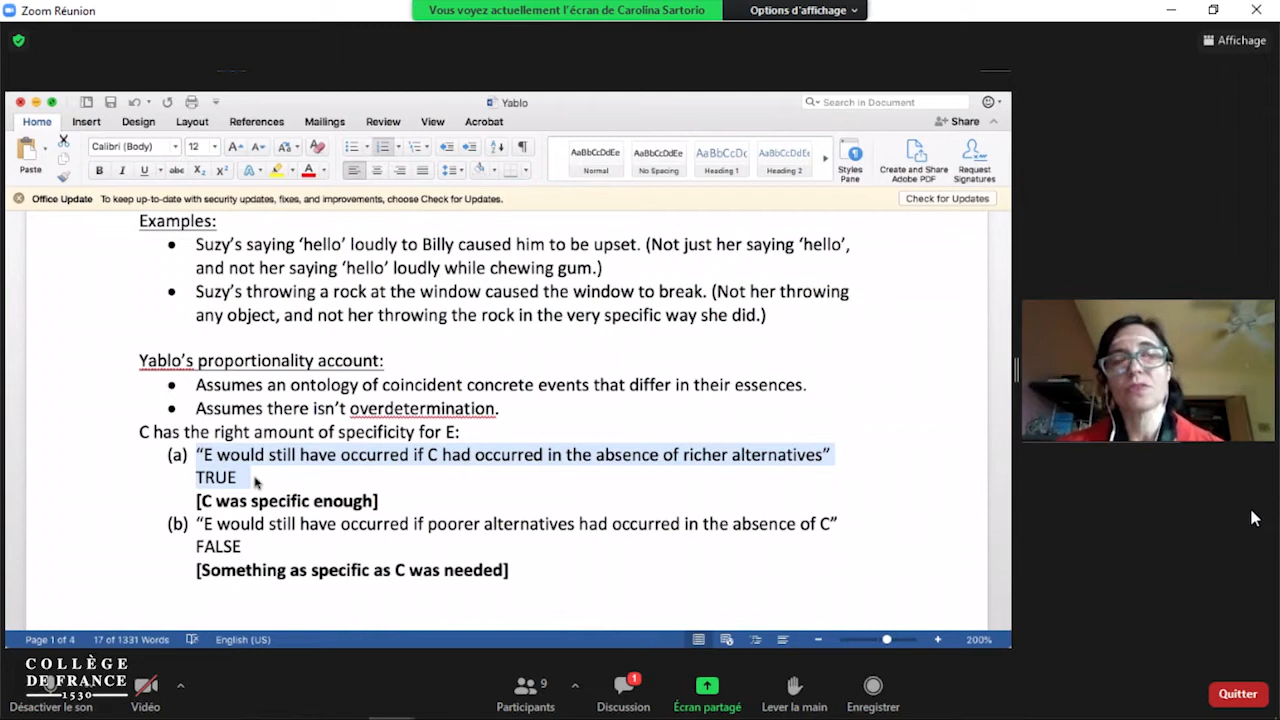 Zoom Réunion
Vous voyez actuellement l'écran de Carolina Sartorio
Options d'affichage
Affichage
Yablo
Search in Document
Home Insert Design Layout References Mailings Review View Acrobat
Share
Paste
Calibri (Body) 12
AaBbCcDdEe AaBbCcDdEe AaBbCcDc AaBbCcDdEe
Normal No Spacing Heading 1 Heading 2
Styles Pane
Create and Share Adobe PDF
Request Signatures
Office Update To keep up-to-date with security updates, fixes, and improvements, choose Check for Updates.
Check for Updates
Examples:
• Suzy's saying 'hello' loudly to Billy caused him to be upset. (Not just her saying 'hello',
and not her saying 'hello' loudly while chewing gum.)
• Suzy's throwing a rock at the window caused the window to break. (Not her throwing
any object, and not her throwing the rock in the very specific way she did.)
Yablo's proportionality account:
• Assumes an ontology of coincident concrete events that differ in their essences.
• Assumes there isn't overdetermination.
C has the right amount of specificity for E:
(a) “E would still have occurred if C had occurred in the absence of richer alternatives”
TRUE
[C was specific enough]
(b) “E would still have occurred if poorer alternatives had occurred in the absence of C”
FALSE
[Something as specific as C was needed]
Page 1 of 4 17 of 1331 Words English (US) 200%
COLLÈGE
DE FRANCE
1530
Désactiver le son
Vidéo
9
Participants
1
Discussion
Écran partagé
Lever la main
Enregistrer
Quitter